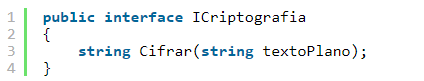 1 public interface ICriptografia
2 {
3     string Cifrar(string textoPlano);
4 }